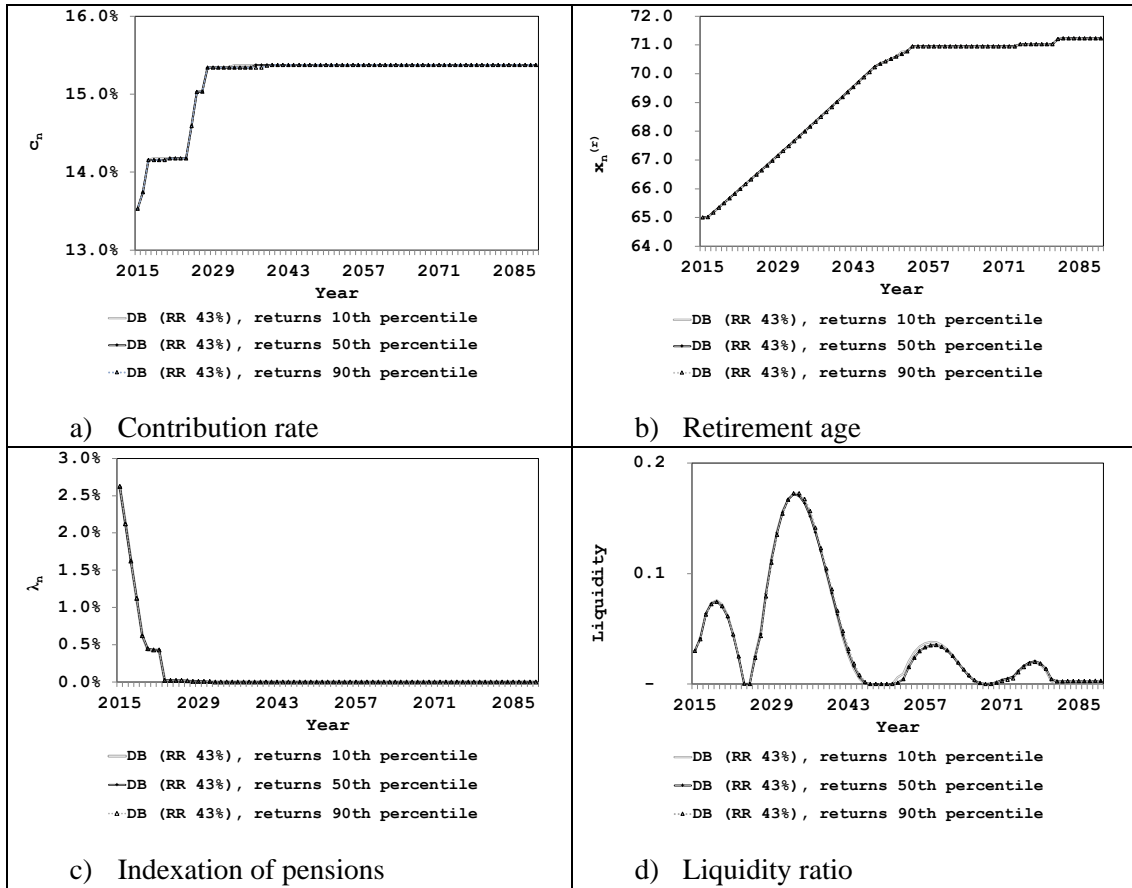 16.0%
15.0%
14.0%
13.0%
cₙ
2015 2029 2043 2057 2071 2085
Year
DB (RR 43%), returns 10th percentile
DB (RR 43%), returns 50th percentile
DB (RR 43%), returns 90th percentile
a) Contribution rate
72.0
71.0
70.0
69.0
68.0
67.0
66.0
65.0
64.0
xₙ⁽ʳ⁾
2015 2029 2043 2057 2071 2085
Year
DB (RR 43%), returns 10th percentile
DB (RR 43%), returns 50th percentile
DB (RR 43%), returns 90th percentile
b) Retirement age
3.0%
2.5%
2.0%
1.5%
1.0%
0.5%
0.0%
λₙ
2015 2029 2043 2057 2071 2085
Year
DB (RR 43%), returns 10th percentile
DB (RR 43%), returns 50th percentile
DB (RR 43%), returns 90th percentile
c) Indexation of pensions
0.2
0.1
–
Liquidity
2015 2029 2043 2057 2071 2085
Year
DB (RR 43%), returns 10th percentile
DB (RR 43%), returns 50th percentile
DB (RR 43%), returns 90th percentile
d) Liquidity ratio